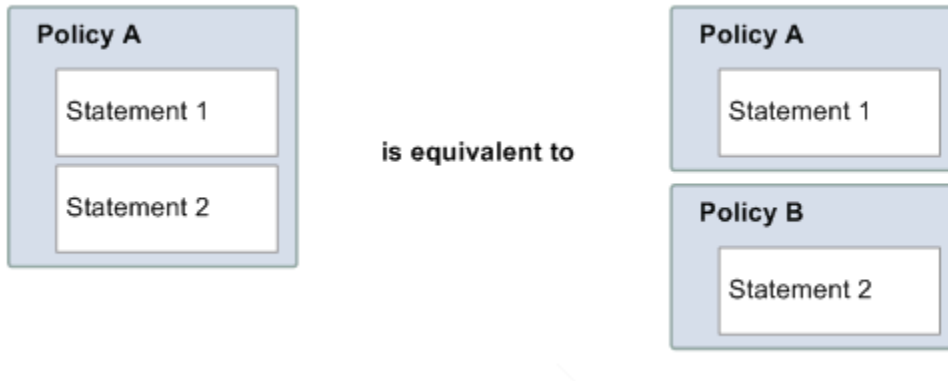 Policy A
Statement 1
Statement 2
is equivalent to
Policy A
Statement 1
Policy B
Statement 2